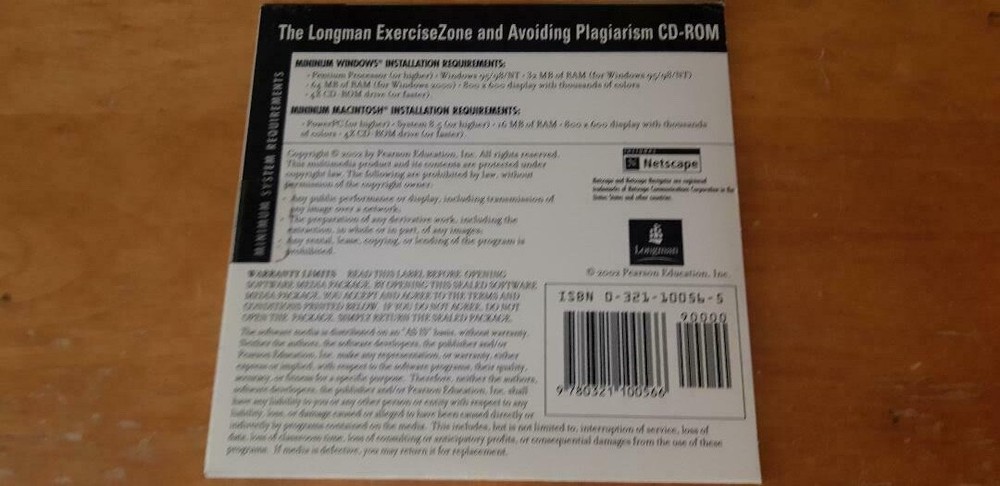 The Longman ExerciseZone and Avoiding Plagiarism CD-ROM
MINIMUM SYSTEM REQUIREMENTS
MINIMUM WINDOWS® INSTALLATION REQUIREMENTS:
· Pentium Processor (or higher) · Windows 95/98/NT · 32 MB of RAM (for Windows 95/98/NT)
· 64 MB of RAM (for Windows 2000) · 800 x 600 display with thousands of colors
· 4X CD-ROM drive (or faster)
MINIMUM MACINTOSH® INSTALLATION REQUIREMENTS:
· PowerPC (or higher) · System 8.5 (or higher) · 16 MB of RAM · 800 x 600 display with thousands
of colors · 4X CD-ROM drive (or faster)
Copyright © 2002 by Pearson Education, Inc. All rights reserved.
This multimedia product and its contents are protected under
copyright law. The following are prohibited by law, without
permission of the copyright owner:
· Any public performance or display, including transmission of
any image over a network;
· The preparation of any derivative work, including the
extraction, in whole or in part, of any images;
· Any rental, lease, copying, or lending of the program is
prohibited.
Netscape
Netscape and Netscape Navigator are registered
trademarks of Netscape Communications Corporation in the
United States and other countries.
Longman
© 2002 Pearson Education, Inc.
WARRANTY LIMITS READ THIS LABEL BEFORE OPENING
SOFTWARE MEDIA PACKAGE. BY OPENING THIS SEALED SOFTWARE
MEDIA PACKAGE, YOU ACCEPT AND AGREE TO THE TERMS AND
CONDITIONS PRINTED BELOW. IF YOU DO NOT AGREE, DO NOT
OPEN THE PACKAGE. SIMPLY RETURN THE SEALED PACKAGE.
The software media is distributed on an "AS IS" basis, without warranty.
Neither the authors, the software developers, the publisher and/or
Pearson Education, Inc. make any representation, or warranty, either
express or implied, with respect to the software programs, their quality,
accuracy, or fitness for a specific purpose. Therefore, neither the authors,
software developers, the publisher and/or Pearson Education, Inc. shall
have any liability to you or any other person or entity with respect to any
liability, loss, or damage caused or alleged to have been caused directly or
indirectly by programs contained on the media. This includes, but is not limited to, interruption of service, loss of
data, loss of classroom time, loss of consulting or anticipatory profits, or consequential damages from the use of these
programs. If media is defective, you may return it for replacement.
ISBN 0-321-10056-5
90000
9 780321 100566